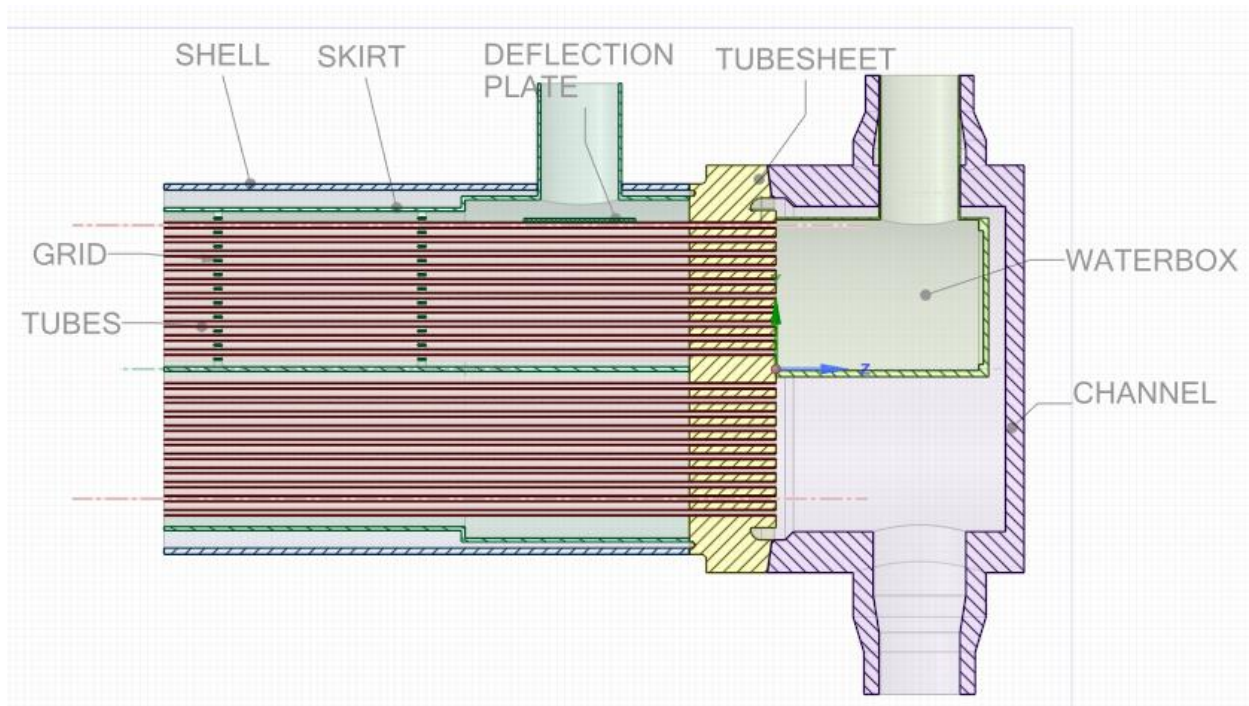 SHELL
SKIRT
DEFLECTION
PLATE
TUBESHEET
GRID
TUBES
WATERBOX
CHANNEL
Z